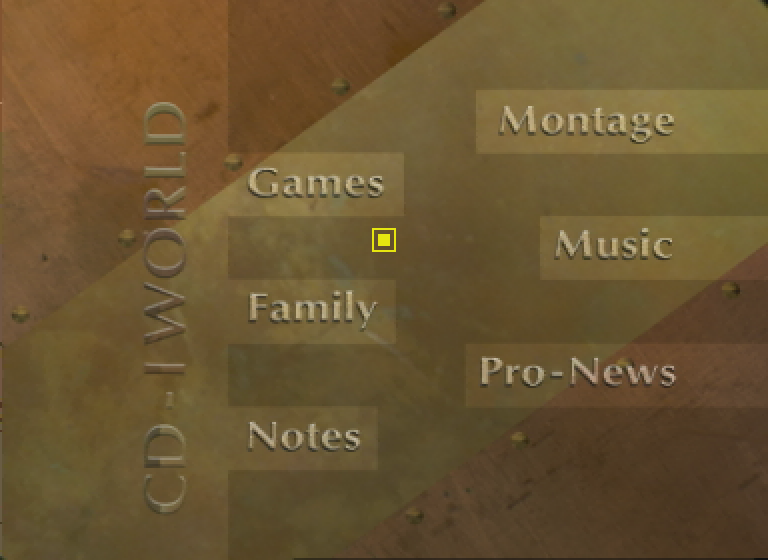 CD-I WORLD
Montage
Games
Music
Family
Pro-News
Notes